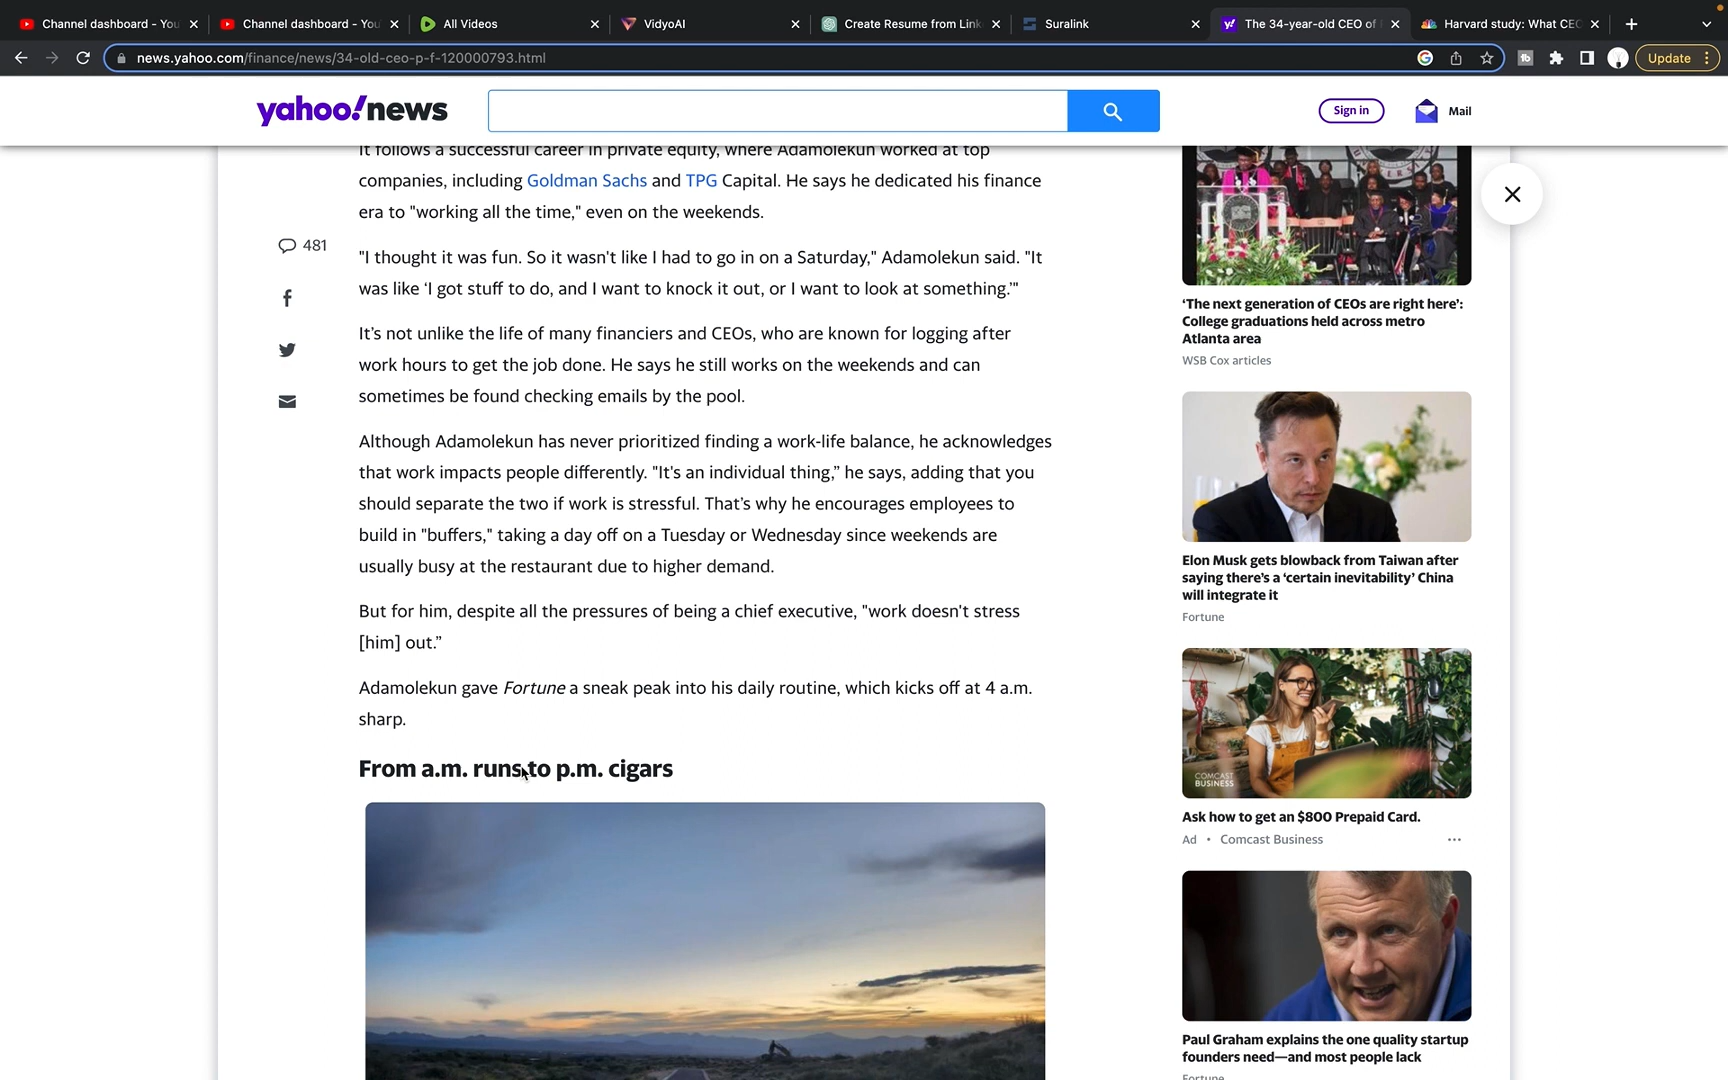 Channel dashboard - You
Channel dashboard - You
All Videos
VidyoAI
Create Resume from Link
Suralink
The 34-year-old CEO of
Harvard study: What CEO
news.yahoo.com/finance/news/34-old-ceo-p-f-120000793.html
Update
yahoo!news
Sign in
Mail
It follows a successful career in private equity, where Adamolekun worked at top
companies, including Goldman Sachs and TPG Capital. He says he dedicated his finance
era to "working all the time," even on the weekends.
481
"I thought it was fun. So it wasn't like I had to go in on a Saturday," Adamolekun said. "It
was like ‘I got stuff to do, and I want to knock it out, or I want to look at something.’"
It’s not unlike the life of many financiers and CEOs, who are known for logging after
work hours to get the job done. He says he still works on the weekends and can
sometimes be found checking emails by the pool.
Although Adamolekun has never prioritized finding a work-life balance, he acknowledges
that work impacts people differently. "It's an individual thing,” he says, adding that you
should separate the two if work is stressful. That’s why he encourages employees to
build in "buffers," taking a day off on a Tuesday or Wednesday since weekends are
usually busy at the restaurant due to higher demand.
But for him, despite all the pressures of being a chief executive, "work doesn't stress
[him] out.”
Adamolekun gave Fortune a sneak peak into his daily routine, which kicks off at 4 a.m.
sharp.
From a.m. runs to p.m. cigars
‘The next generation of CEOs are right here’:
College graduations held across metro
Atlanta area
WSB Cox articles
Elon Musk gets blowback from Taiwan after
saying there’s a ‘certain inevitability’ China
will integrate it
Fortune
COMCAST
BUSINESS
Ask how to get an $800 Prepaid Card.
Ad • Comcast Business
Paul Graham explains the one quality startup
founders need—and most people lack
Fortune